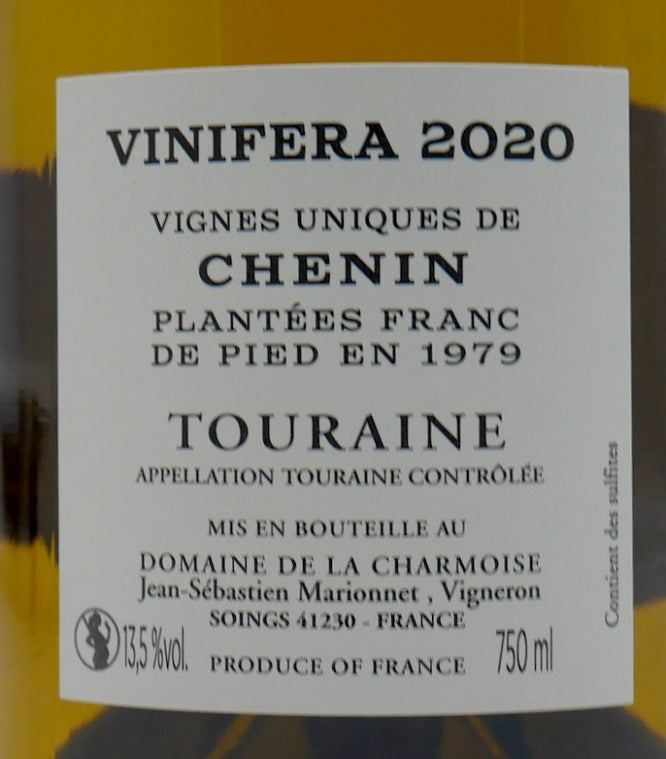 VINIFERA 2020
VIGNES UNIQUES DE
CHENIN
PLANTÉES FRANC
DE PIED EN 1979
TOURAINE
APPELLATION TOURAINE CONTRÔLÉE
MIS EN BOUTEILLE AU
DOMAINE DE LA CHARMOISE
Jean-Sébastien Marionnet , Vigneron
SOINGS 41230 - FRANCE
13,5 %vol.
PRODUCE OF FRANCE
750 ml
Contient des sulfites